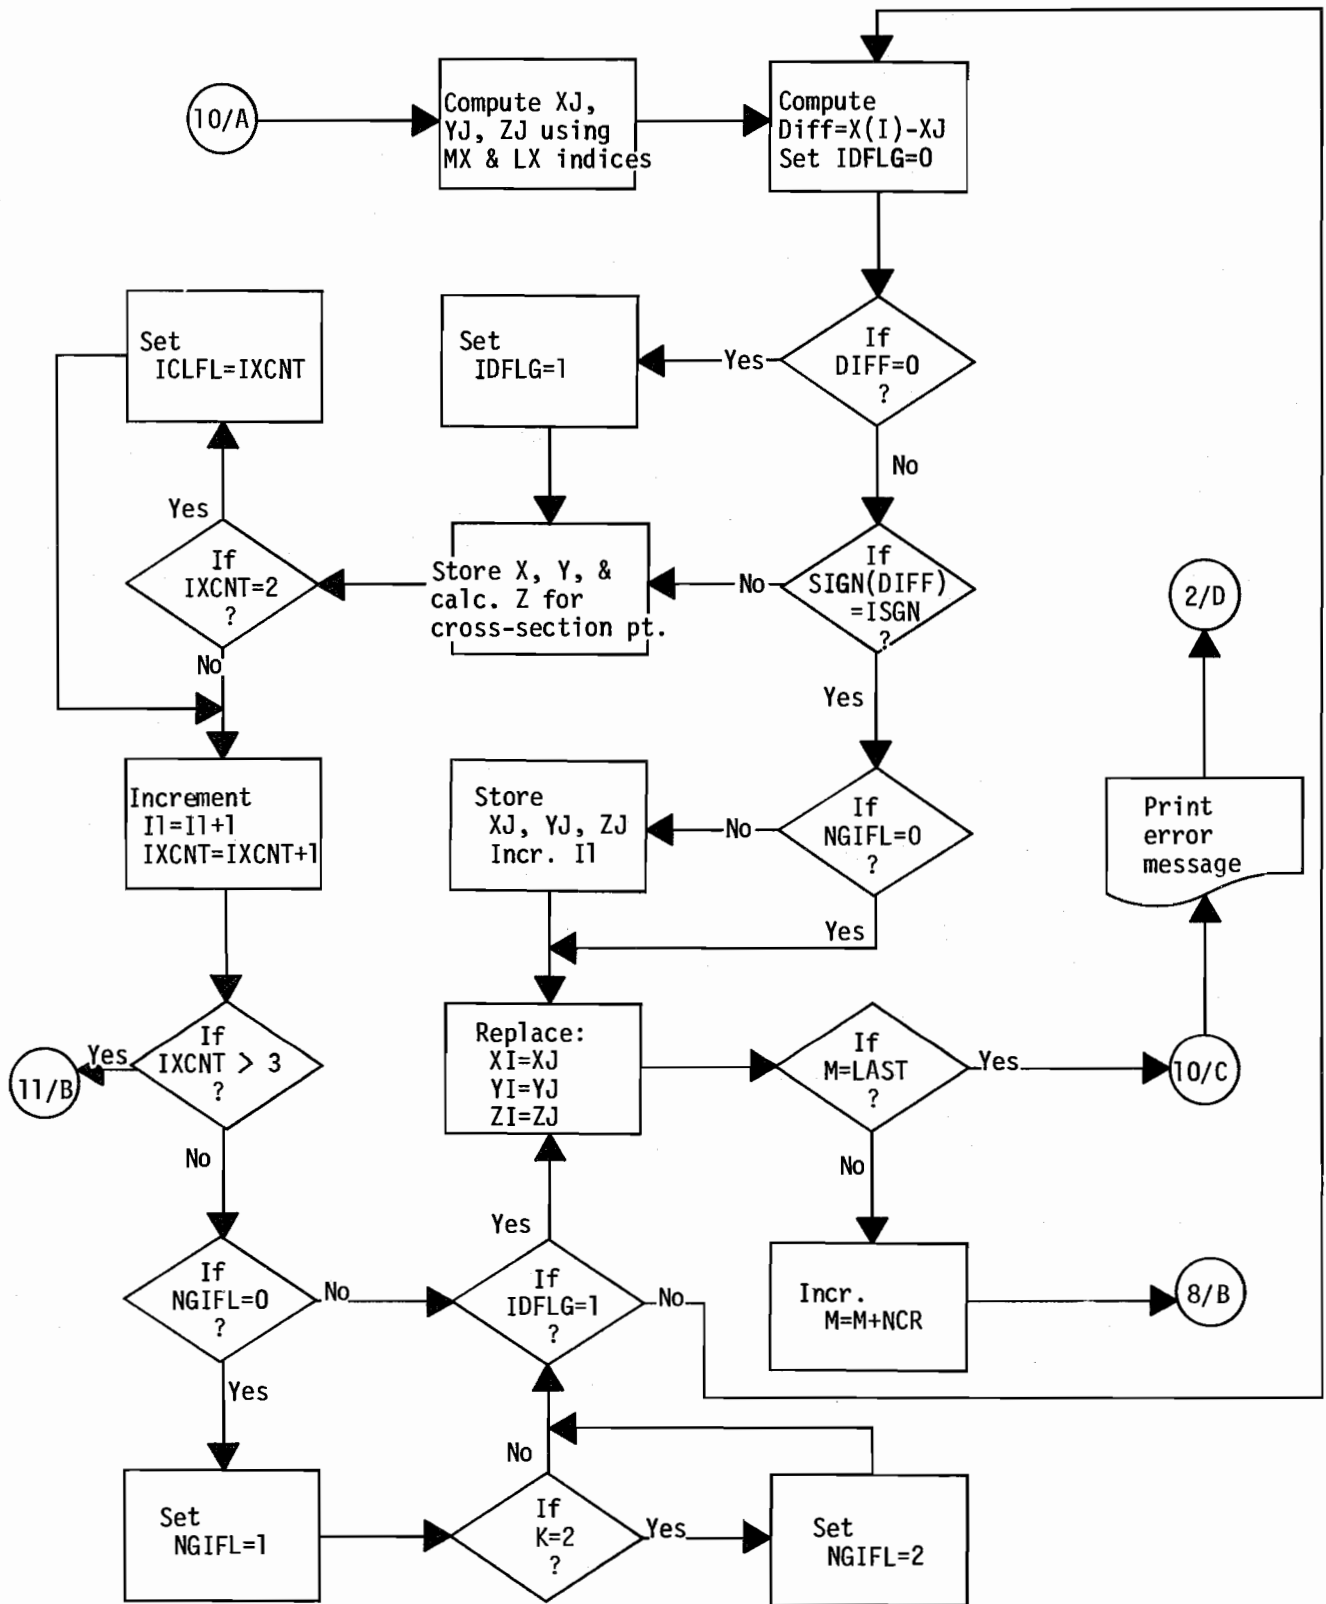 10/A
Compute XJ,
YJ, ZJ using
MX & LX indices
Compute
Diff=X(I)-XJ
Set IDFLG=0
If
DIFF=0
?
Yes
No
Set
IDFLG=1
Set
ICLFL=IXCNT
If
SIGN(DIFF)
=ISGN
?
No
Yes
Store X, Y, &
calc. Z for
cross-section pt.
If
IXCNT=2
?
Yes
No
2/D
Increment
I1=I1+1
IXCNT=IXCNT+1
Store
XJ, YJ, ZJ
Incr. I1
If
NGIFL=0
?
No
Yes
Print
error
message
If
IXCNT > 3
?
Yes
No
11/B
Replace:
XI=XJ
YI=YJ
ZI=ZJ
If
M=LAST
?
Yes
No
10/C
If
NGIFL=0
?
No
Yes
If
IDFLG=1
?
Yes
No
Incr.
M=M+NCR
8/B
Set
NGIFL=1
If
K=2
?
No
Yes
Set
NGIFL=2